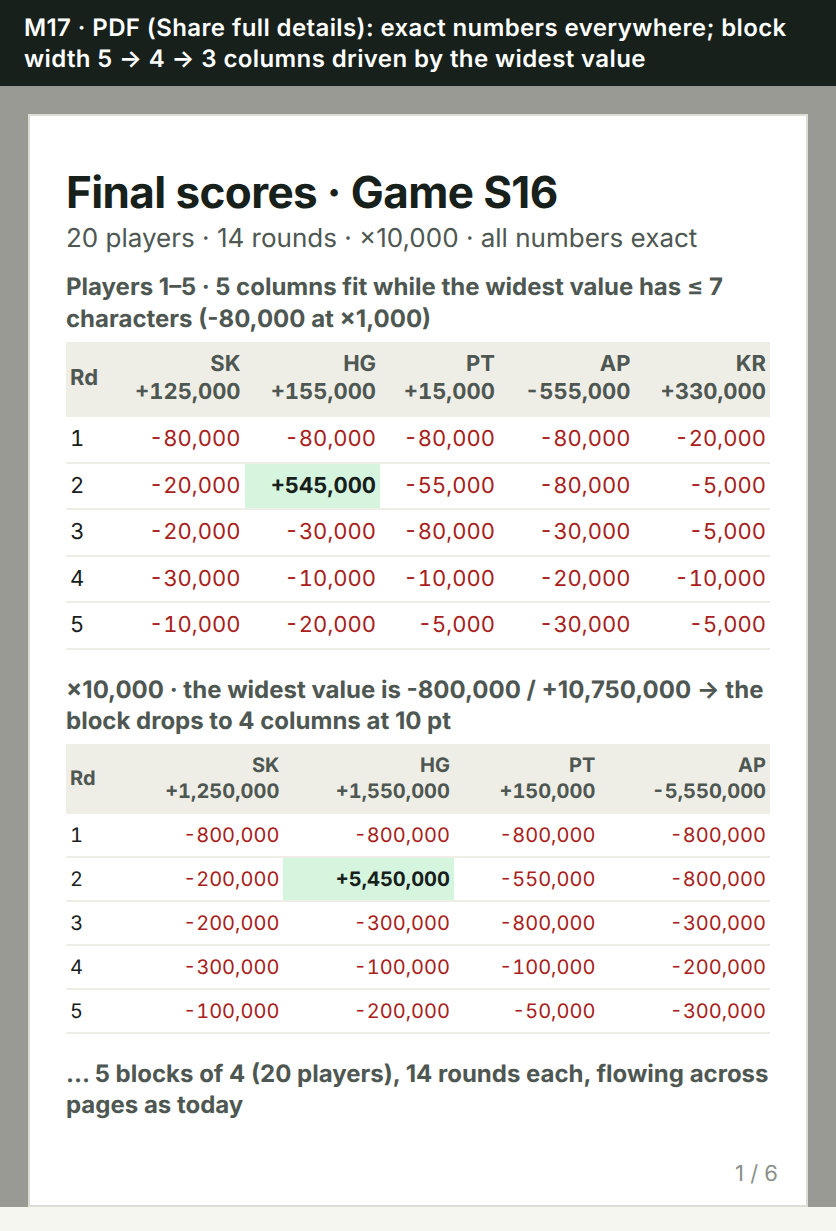 M17 · PDF (Share full details): exact numbers everywhere; block
width 5 → 4 → 3 columns driven by the widest value
Final scores · Game S16
20 players · 14 rounds · ×10,000 · all numbers exact
Players 1–5 · 5 columns fit while the widest value has ≤ 7
characters (-80,000 at ×1,000)
Rd SK HG PT AP KR
+125,000 +155,000 +15,000 -555,000 +330,000
1 -80,000 -80,000 -80,000 -80,000 -20,000
2 -20,000 +545,000 -55,000 -80,000 -5,000
3 -20,000 -30,000 -80,000 -30,000 -5,000
4 -30,000 -10,000 -10,000 -20,000 -10,000
5 -10,000 -20,000 -5,000 -30,000 -5,000
×10,000 · the widest value is -800,000 / +10,750,000 → the
block drops to 4 columns at 10 pt
Rd SK HG PT AP
+1,250,000 +1,550,000 +150,000 -5,550,000
1 -800,000 -800,000 -800,000 -800,000
2 -200,000 +5,450,000 -550,000 -800,000
3 -200,000 -300,000 -800,000 -300,000
4 -300,000 -100,000 -100,000 -200,000
5 -100,000 -200,000 -50,000 -300,000
... 5 blocks of 4 (20 players), 14 rounds each, flowing across
pages as today
1 / 6